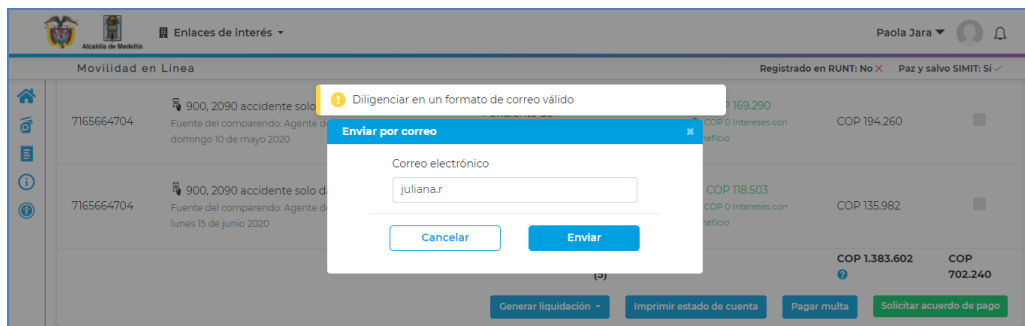 Alcaldía de Medellín
Enlaces de interés
Paola Jara
Movilidad en Línea
Registrado en RUNT: No
Paz y salvo SIMIT: Sí
Diligenciar en un formato de correo válido
Enviar por correo
Correo electrónico
juliana.r
Cancelar
Enviar
7165664704
900, 2090 accidente solo
Fuente del comparendo: Agente de
domingo 10 de mayo 2020
169.290
COP 0 Intereses con
COP 194.260
7165664704
900, 2090 accidente solo d
Fuente del comparendo: Agente d
lunes 15 de junio 2020
COP 118.503
COP 0 Intereses con
COP 135.982
COP 1.383.602
COP
702.240
Generar liquidación
Imprimir estado de cuenta
Pagar multa
Solicitar acuerdo de pago